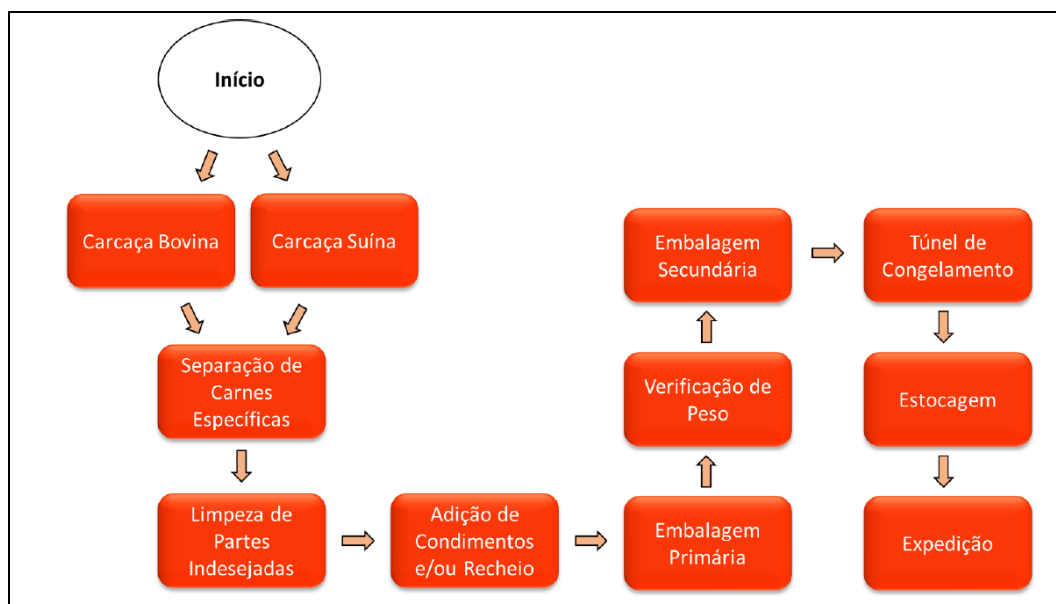 Início
Carcaça Bovina
Carcaça Suína
Separação de
Carnes
Específicas
Limpeza de
Partes
Indesejadas
Adição de
Condimentos
e/ou Recheio
Embalagem
Primária
Verificação de
Peso
Embalagem
Secundária
Túnel de
Congelamento
Estocagem
Expedição